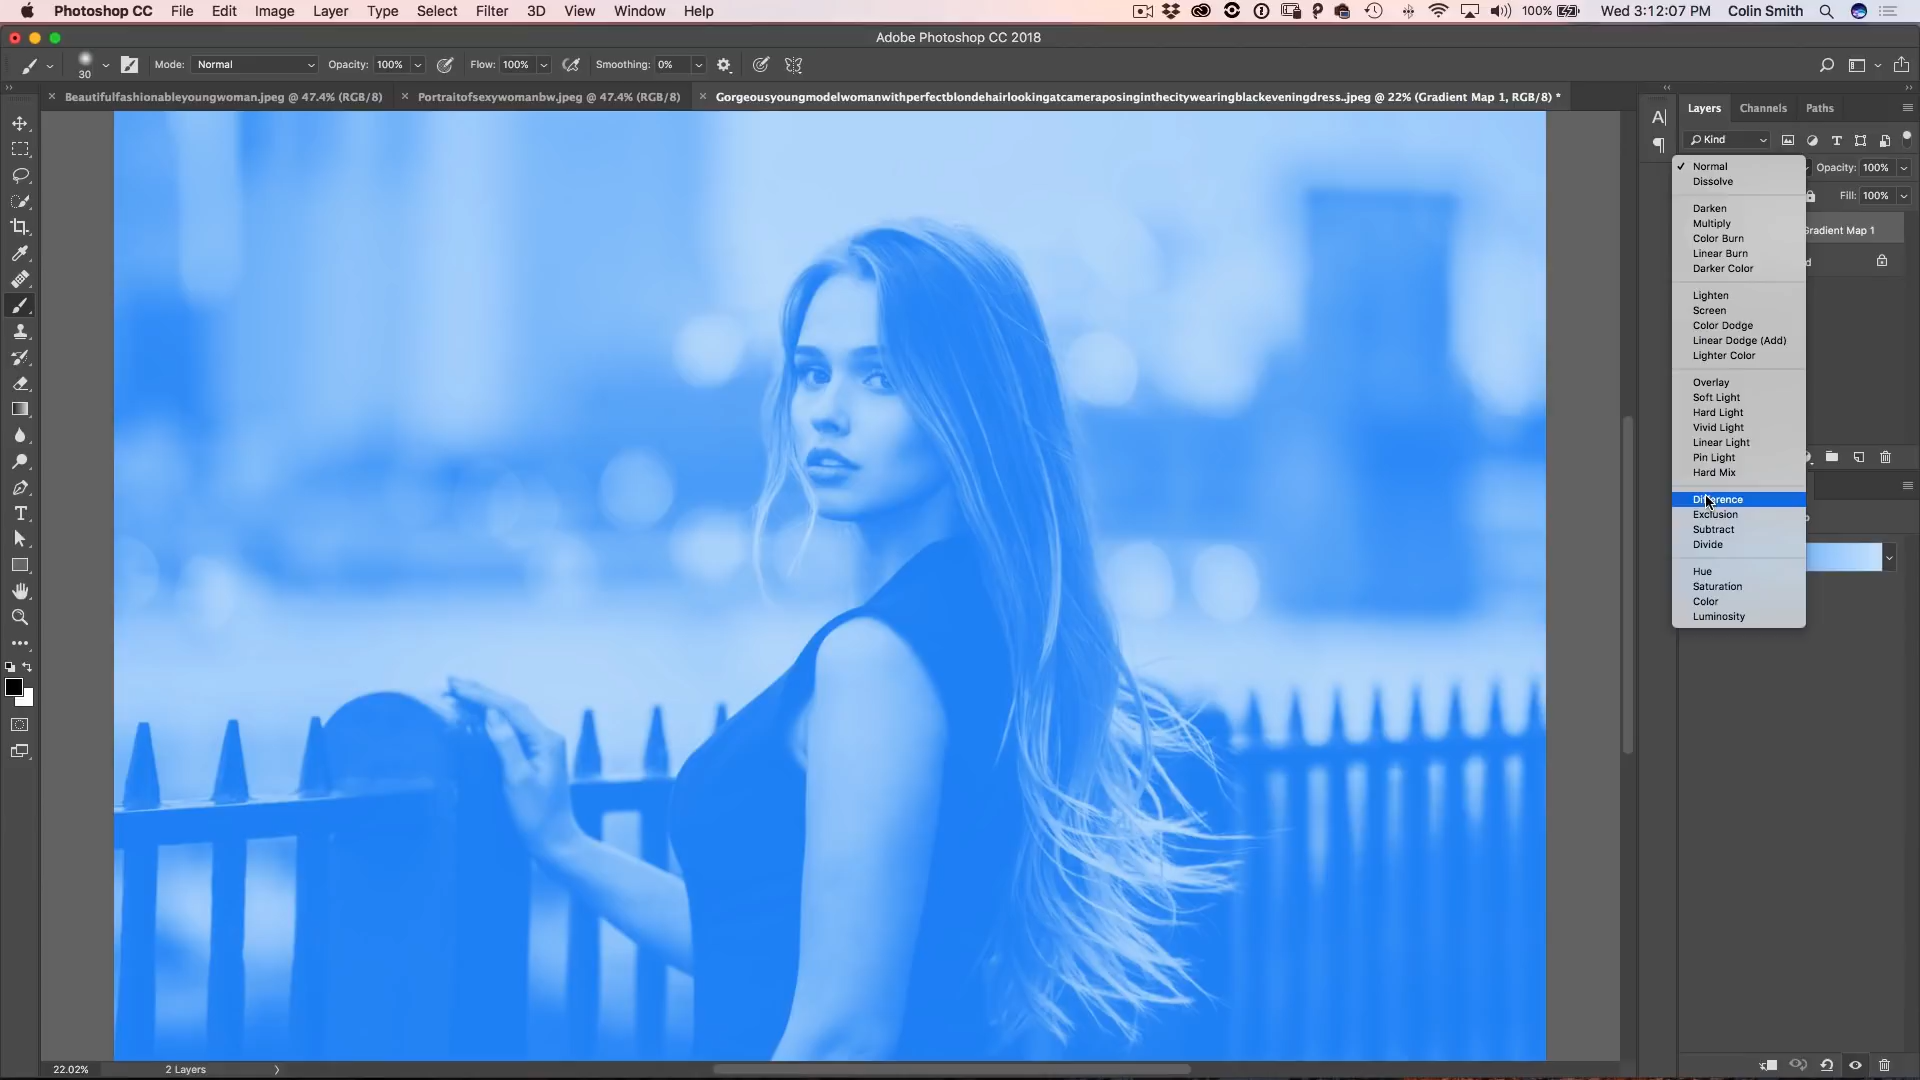 Photoshop CC File Edit Image Layer Type Select Filter 3D View Window Help 100% Wed 3:12:07 PM Colin Smith
Adobe Photoshop CC 2018
30 Mode: Normal Opacity: 100% Flow: 100% Smoothing: 0%
Beautifulfashionableyoungwoman.jpeg @ 47.4% (RGB/8) Portraitofsexywomanbw.jpeg @ 47.4% (RGB/8) Gorgeousyoungmodelwomanwithperfectblondehairlookingatcameraposinginthecitywearingblackeveningdress..jpeg @ 22% (Gradient Map 1, RGB/8) *
Layers Channels Paths
Kind
Normal Opacity: 100%
Dissolve
Fill: 100%
Darken
Multiply
Gradient Map 1
Color Burn
Linear Burn
Darker Color
Lighten
Screen
Color Dodge
Linear Dodge (Add)
Lighter Color
Overlay
Soft Light
Hard Light
Vivid Light
Linear Light
Pin Light
Hard Mix
Difference
Exclusion
Subtract
Divide
Hue
Saturation
Color
Luminosity
22.02% 2 Layers